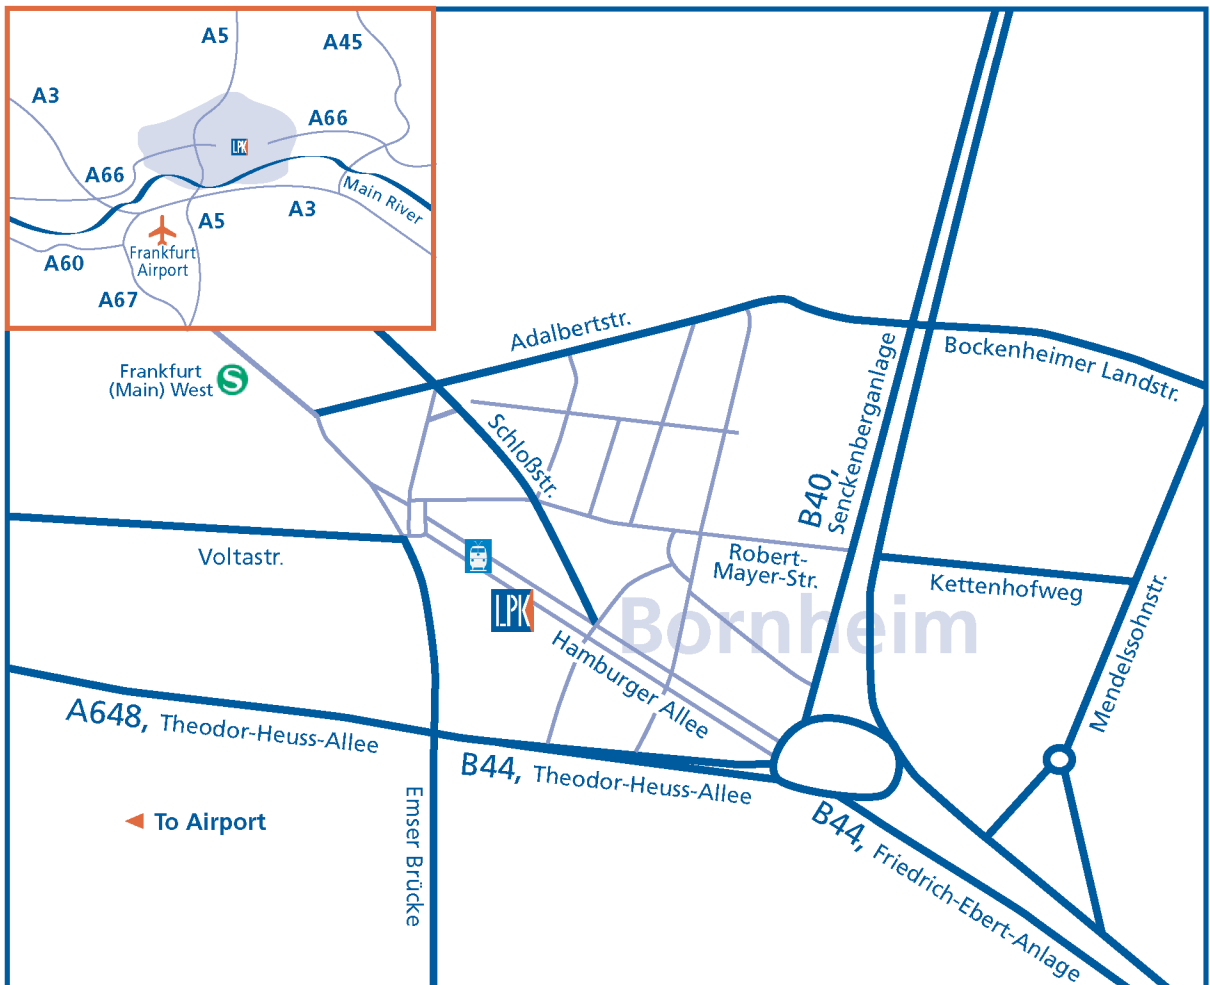 A5
A45
A3
A66
LPK
A66
Main River
A5
A3
Frankfurt
Airport
A60
A67
Adalbertstr.
Bockenheimer Landstr.
Frankfurt
(Main) West
S
Schloßstr.
B40,
Senckenberganlage
Voltastr.
Robert-
Mayer-Str.
Kettenhofweg
LPK
Bornheim
Hamburger Allee
Mendelssohnstr.
A648, Theodor-Heuss-Allee
B44, Theodor-Heuss-Allee
To Airport
Emser Brücke
B44, Friedrich-Ebert-Anlage